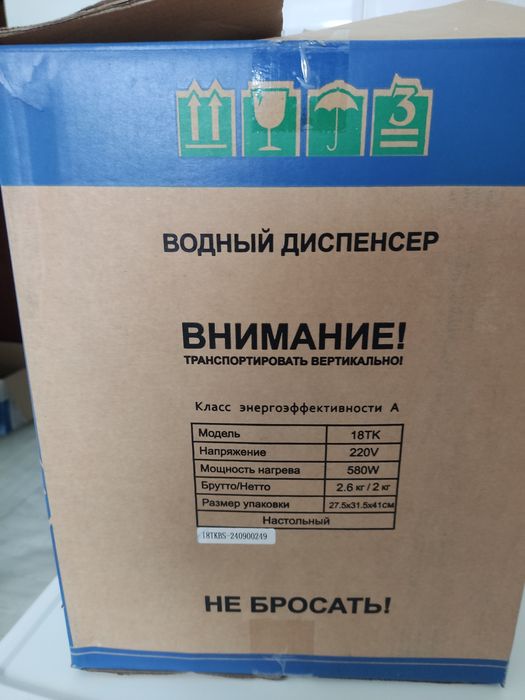 3
ВОДНЫЙ ДИСПЕНСЕР
ВНИМАНИЕ!
ТРАНСПОРТИРОВАТЬ ВЕРТИКАЛЬНО!
Класс энергоэффективности А
Модель 18TK
Напряжение 220V
Мощность нагрева 580W
Брутто/Нетто 2.6 кг / 2 кг
Размер упаковки 27.5x31.5x41см
Настольный
18TKBS-240900249
НЕ БРОСАТЬ!